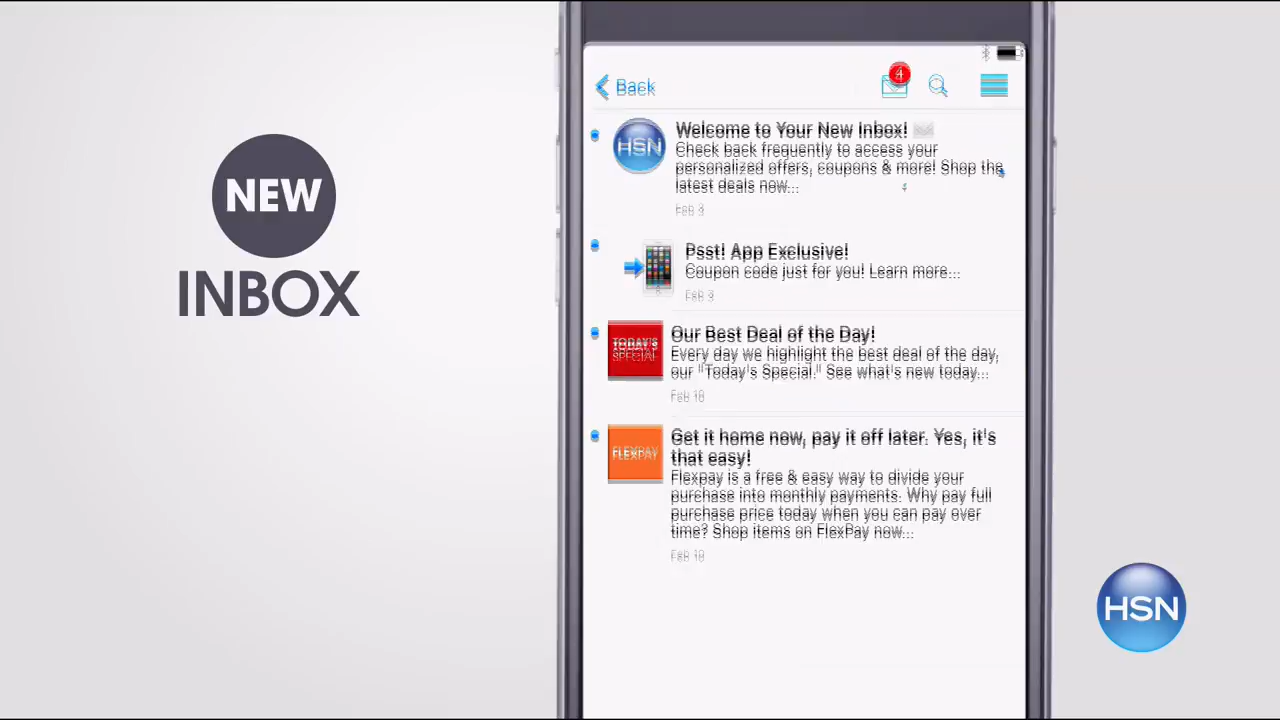 NEW
INBOX
Back
4
HSN
Welcome to Your New Inbox!
Check back frequently to access your
personalized offers, coupons & more! Shop the
latest deals now...
Feb 3
Psst! App Exclusive!
Coupon code just for you! Learn more...
Feb 3
TODAY'S
SPECIAL
Our Best Deal of the Day!
Every day we highlight the best deal of the day,
our "Today's Special." See what's new today...
Feb 10
FLEXPAY
Get it home now, pay it off later. Yes, it's
that easy!
Flexpay is a free & easy way to divide your
purchase into monthly payments. Why pay full
purchase price today when you can pay over
time? Shop items on FlexPay now...
Feb 10
HSN